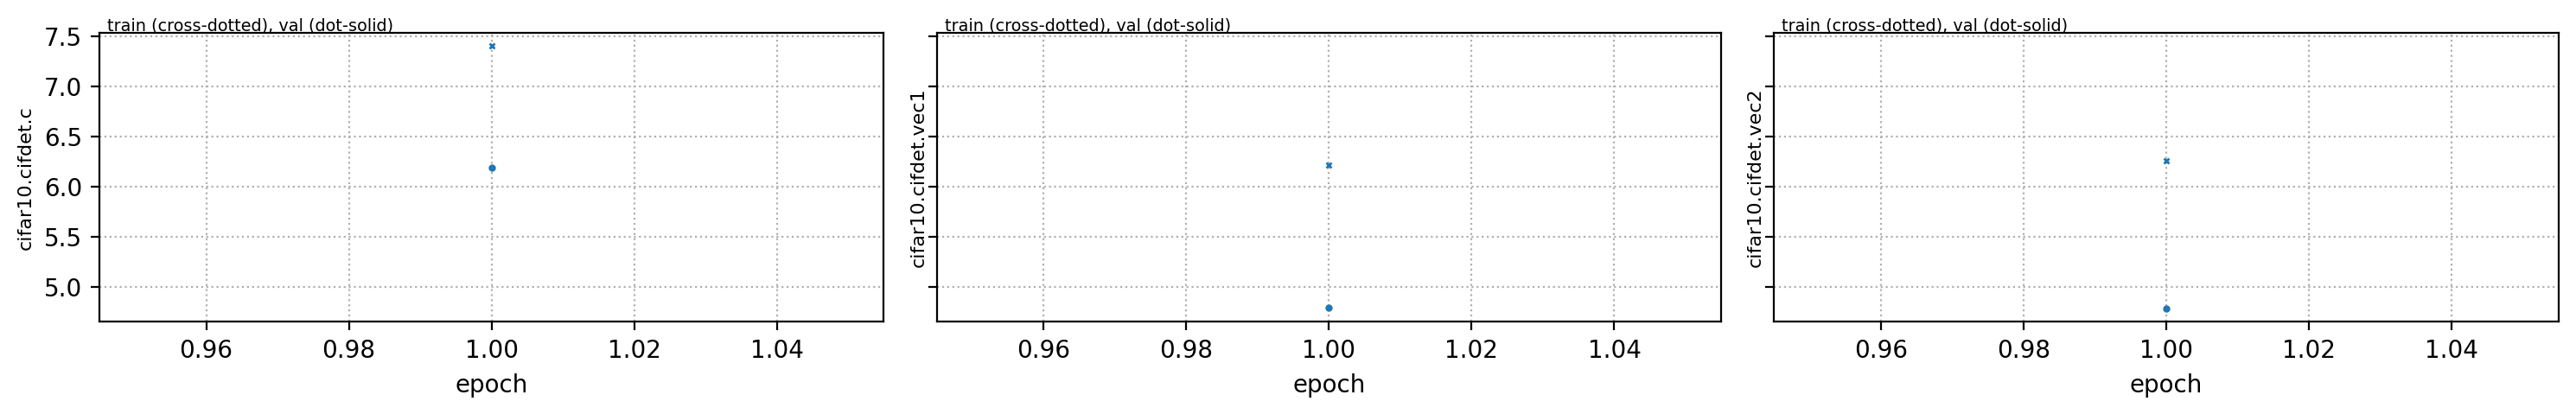 train (cross-dotted), val (dot-solid)
7.5
7.0
6.5
6.0
5.5
5.0
cifar10.cifdet.c
0.96 0.98 1.00 1.02 1.04
epoch
train (cross-dotted), val (dot-solid)
cifar10.cifdet.vec1
0.96 0.98 1.00 1.02 1.04
epoch
train (cross-dotted), val (dot-solid)
cifar10.cifdet.vec2
0.96 0.98 1.00 1.02 1.04
epoch